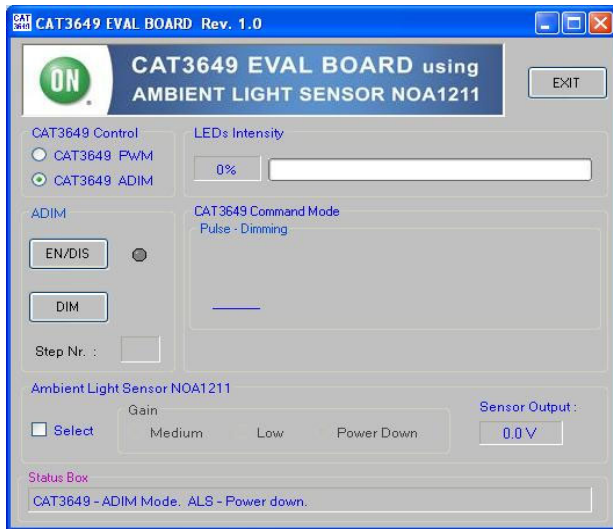 CAT
3649
CAT3649 EVAL BOARD Rev. 1.0
ON
®
CAT3649 EVAL BOARD using
AMBIENT LIGHT SENSOR NOA1211
EXIT
CAT3649 Control
CAT3649 PWM
CAT3649 ADIM
LEDs Intensity
0%
ADIM
EN/DIS
DIM
Step Nr. :
CAT3649 Command Mode
Pulse - Dimming
Ambient Light Sensor NOA1211
Select
Gain
Medium Low Power Down
Sensor Output :
0.0 V
Status Box
CAT3649 - ADIM Mode. ALS - Power down.